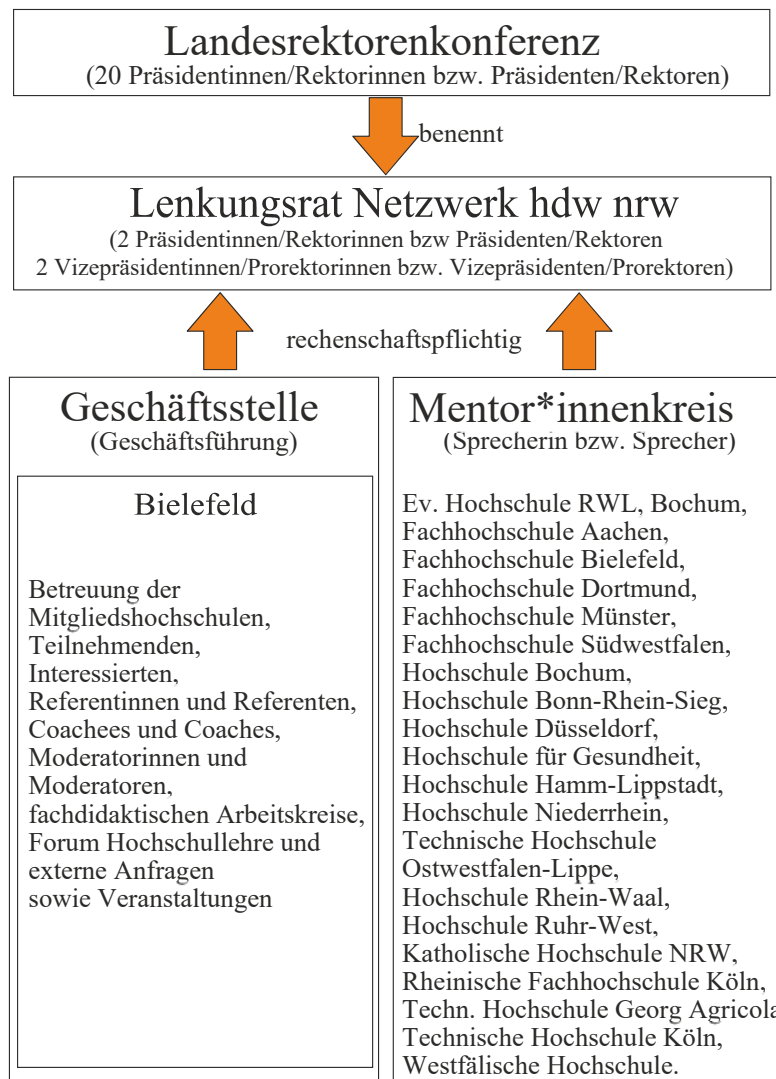 Landesrektorenkonferenz
(20 Präsidentinnen/Rektorinnen bzw. Präsidenten/Rektoren)
benennt
Lenkungsrat Netzwerk hdw nrw
(2 Präsidentinnen/Rektorinnen bzw Präsidenten/Rektoren
2 Vizepräsidentinnen/Prorektorinnen bzw. Vizepräsidenten/Prorektoren)
rechenschaftspflichtig
Geschäftsstelle
(Geschäftsführung)
Bielefeld
Betreuung der
Mitgliedshochschulen,
Teilnehmenden,
Interessierten,
Referentinnen und Referenten,
Coachees und Coaches,
Moderatorinnen und
Moderatoren,
fachdidaktischen Arbeitskreise,
Forum Hochschullehre und
externe Anfragen
sowie Veranstaltungen
Mentor*innenkreis
(Sprecherin bzw. Sprecher)
Ev. Hochschule RWL, Bochum,
Fachhochschule Aachen,
Fachhochschule Bielefeld,
Fachhochschule Dortmund,
Fachhochschule Münster,
Fachhochschule Südwestfalen,
Hochschule Bochum,
Hochschule Bonn-Rhein-Sieg,
Hochschule Düsseldorf,
Hochschule für Gesundheit,
Hochschule Hamm-Lippstadt,
Hochschule Niederrhein,
Technische Hochschule
Ostwestfalen-Lippe,
Hochschule Rhein-Waal,
Hochschule Ruhr-West,
Katholische Hochschule NRW,
Rheinische Fachhochschule Köln,
Techn. Hochschule Georg Agricola
Technische Hochschule Köln,
Westfälische Hochschule.